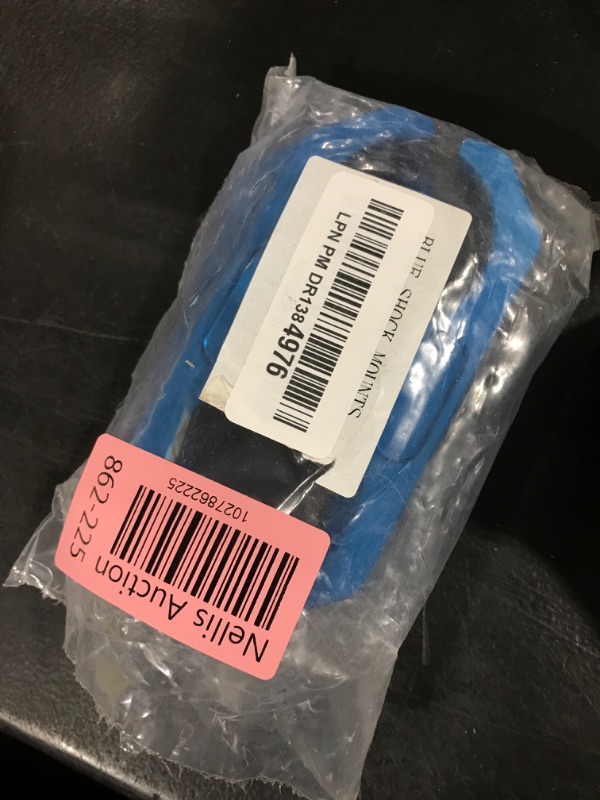 BLUE SHOCK MOUNTS
LPN PM DR1384976
Nellis Auction
862-225
1027862225